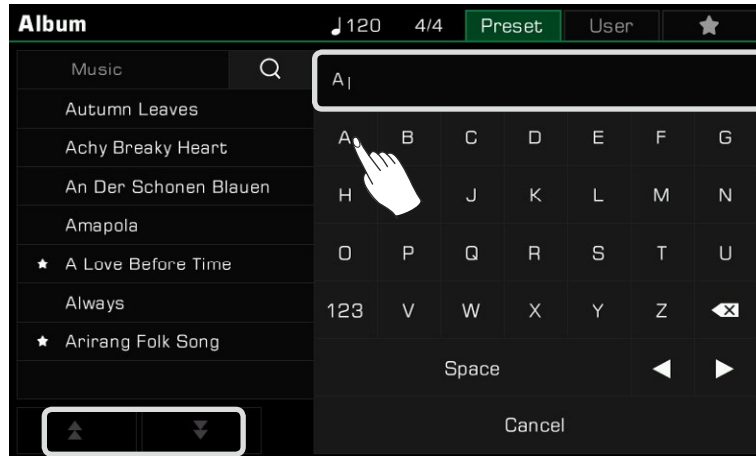 Album
120 4/4 Preset User
Music
A
Autumn Leaves
Achy Breaky Heart
An Der Schonen Blauen
Amapola
A Love Before Time
Always
Arirang Folk Song
A B C D E F G
H J K L M N
O P Q R S T U
123 V W X Y Z
Space
Cancel